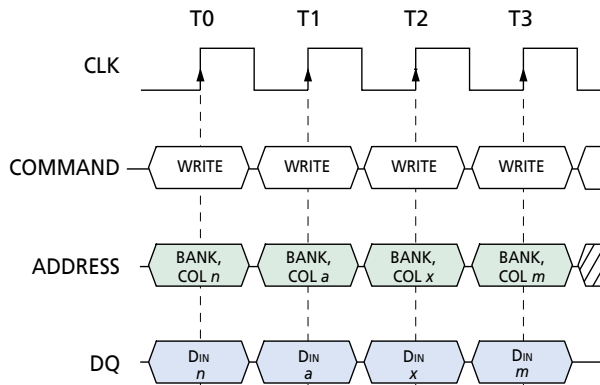 T0 T1 T2 T3
CLK
COMMAND WRITE WRITE WRITE WRITE
BANK, BANK, BANK, BANK,
ADDRESS COL n COL a COL x COL m
DIN DIN DIN DIN
DQ n a x m